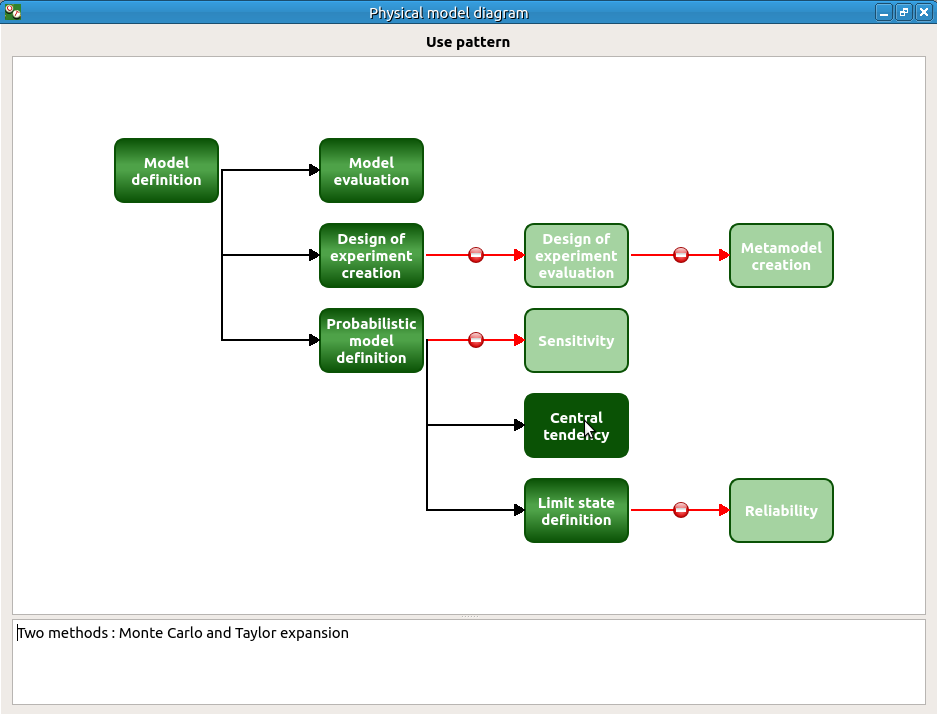 Physical model diagram
Use pattern
Model
definition
Model
evaluation
Design of
experiment
creation
Design of
experiment
evaluation
Metamodel
creation
Probabilistic
model
definition
Sensitivity
Central
tendency
Limit state
definition
Reliability
Two methods : Monte Carlo and Taylor expansion